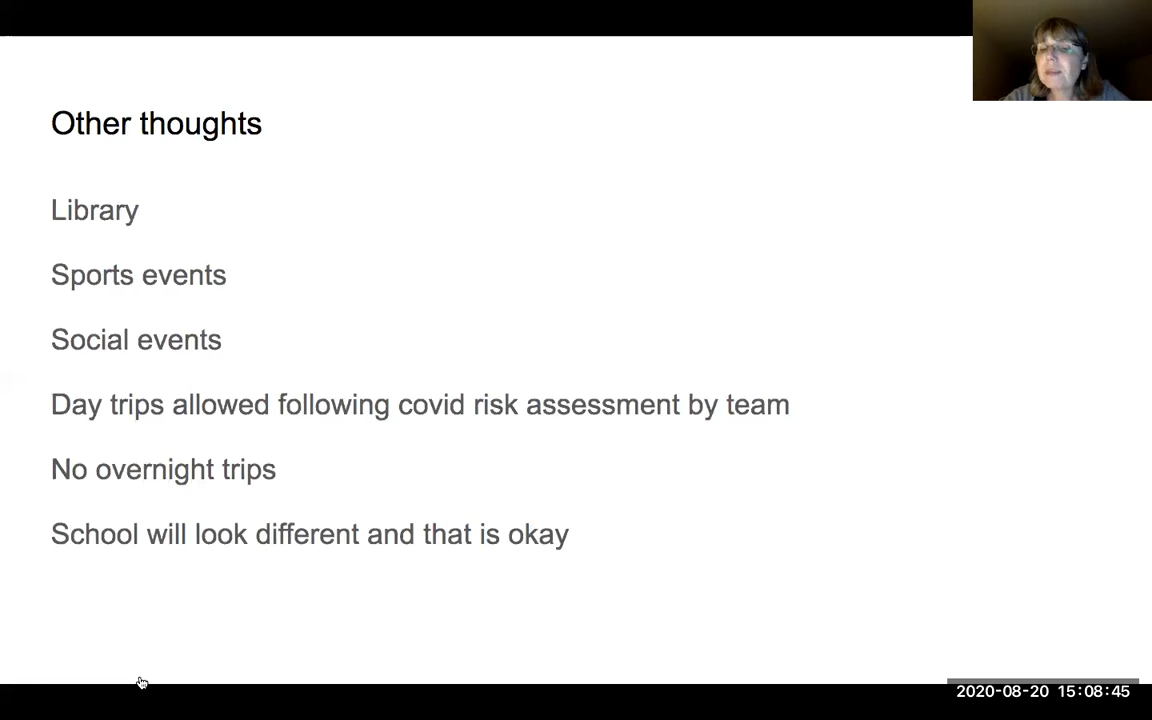 Other thoughts
Library
Sports events
Social events
Day trips allowed following covid risk assessment by team
No overnight trips
School will look different and that is okay
2020-08-20 15:08:45